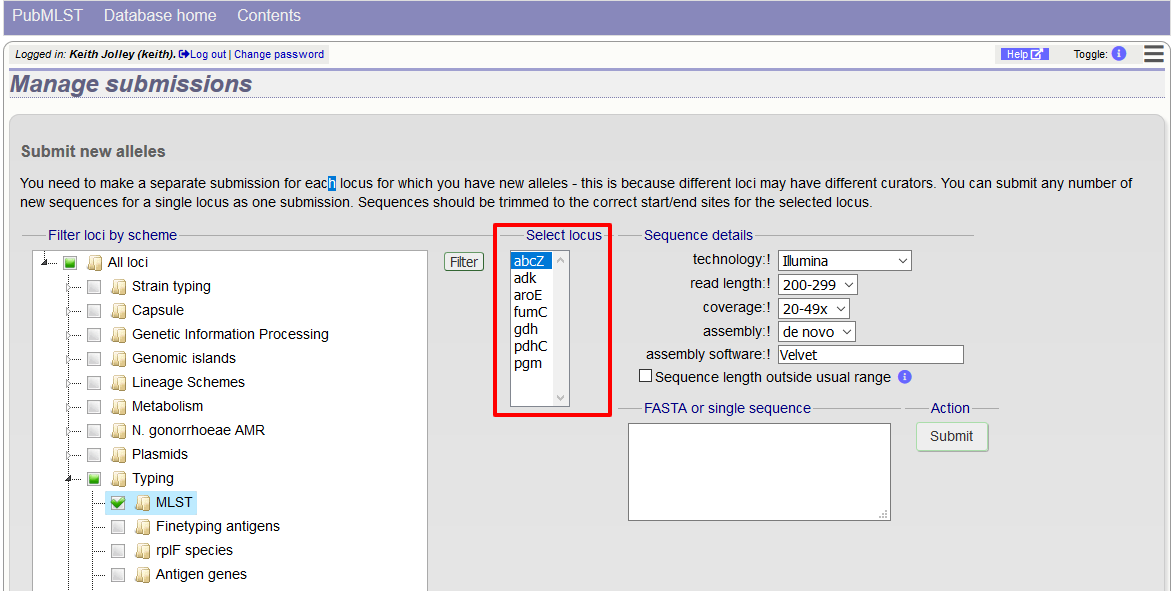 PubMLST Database home Contents
Logged in: Keith Jolley (keith). Log out | Change password Help Toggle: i
Manage submissions
Submit new alleles
You need to make a separate submission for each locus for which you have new alleles - this is because different loci may have different curators. You can submit any number of
new sequences for a single locus as one submission. Sequences should be trimmed to the correct start/end sites for the selected locus.
Filter loci by scheme
All loci
Strain typing
Capsule
Genetic Information Processing
Genomic islands
Lineage Schemes
Metabolism
N. gonorrhoeae AMR
Plasmids
Typing
MLST
Finetyping antigens
rplF species
Antigen genes
Filter
Select locus
abcZ
adk
aroE
fumC
gdh
pdhC
pgm
Sequence details
technology:! Illumina
read length:! 200-299
coverage:! 20-49x
assembly:! de novo
assembly software:! Velvet
Sequence length outside usual range i
FASTA or single sequence
Action
Submit